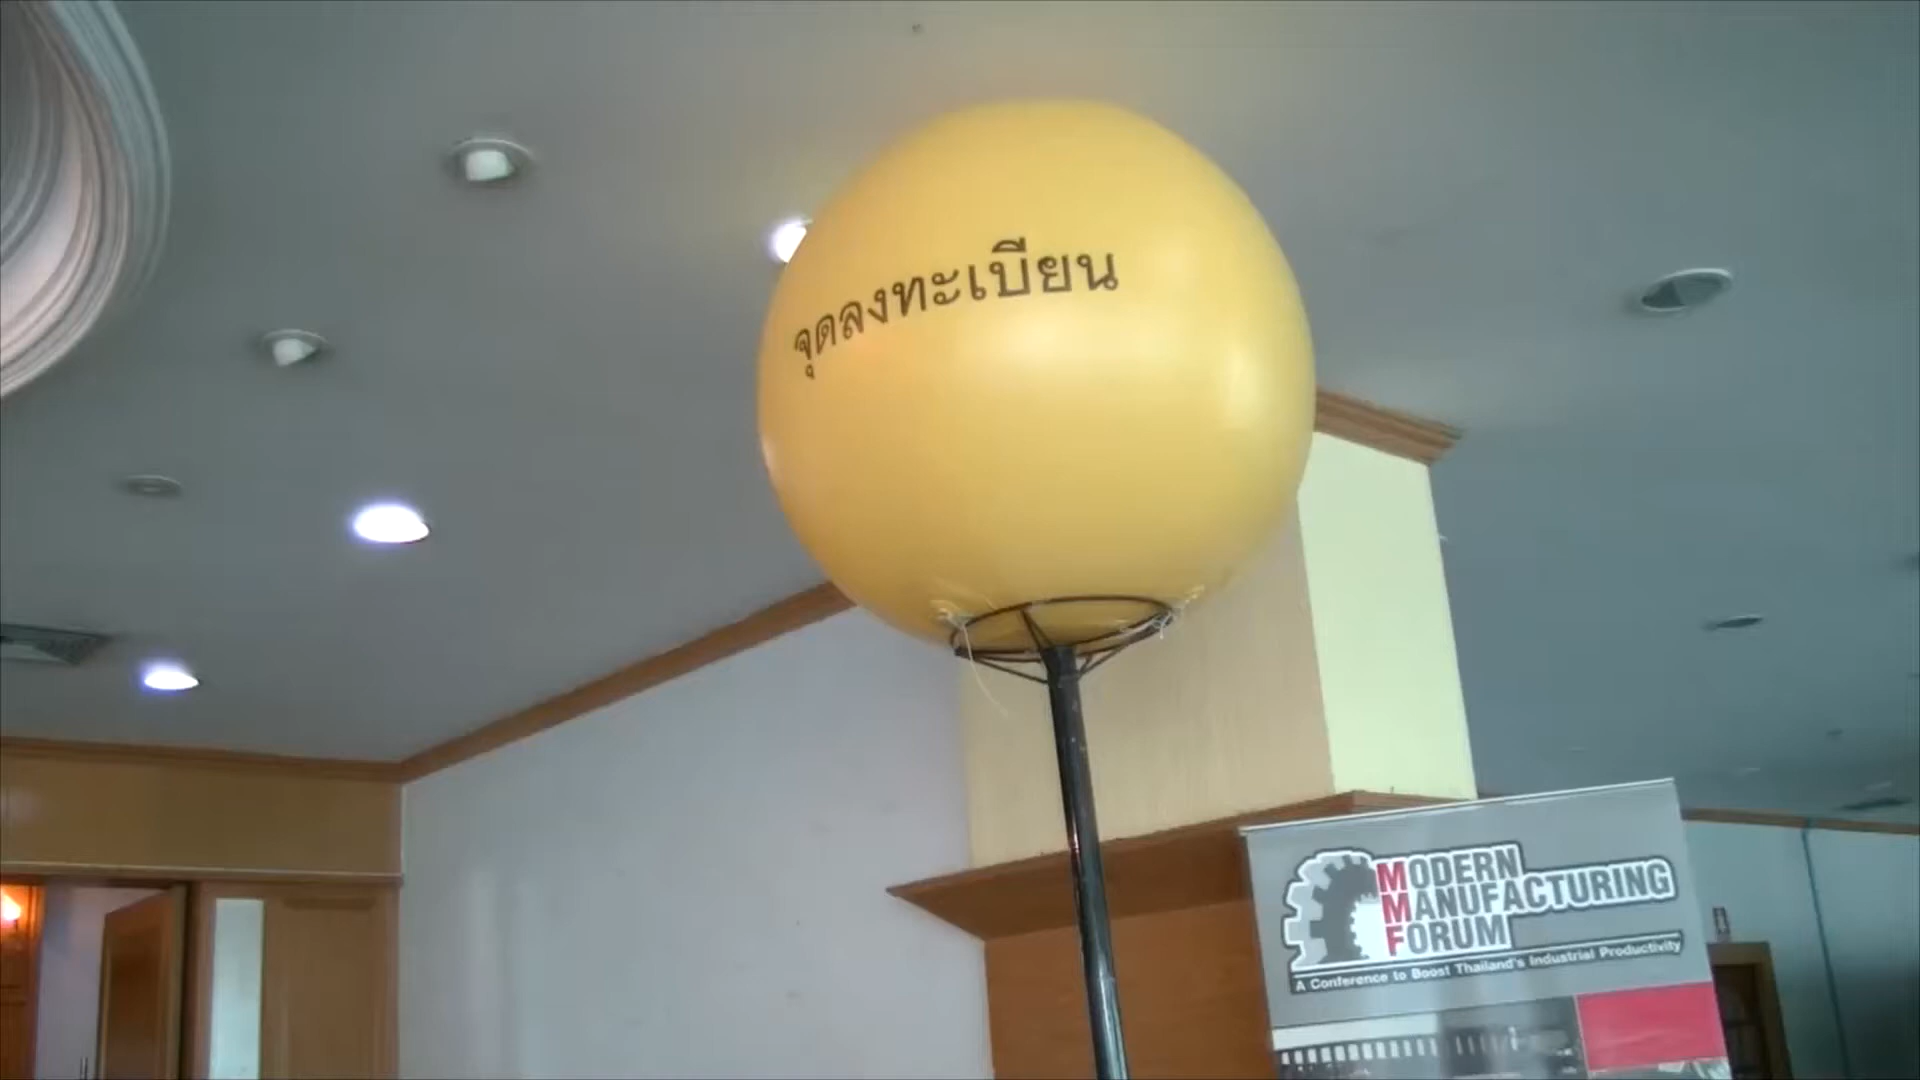 จุดลงทะเบียน
MODERN
MANUFACTURING
FORUM
A Conference to Boost Thailand's Industrial Productivity